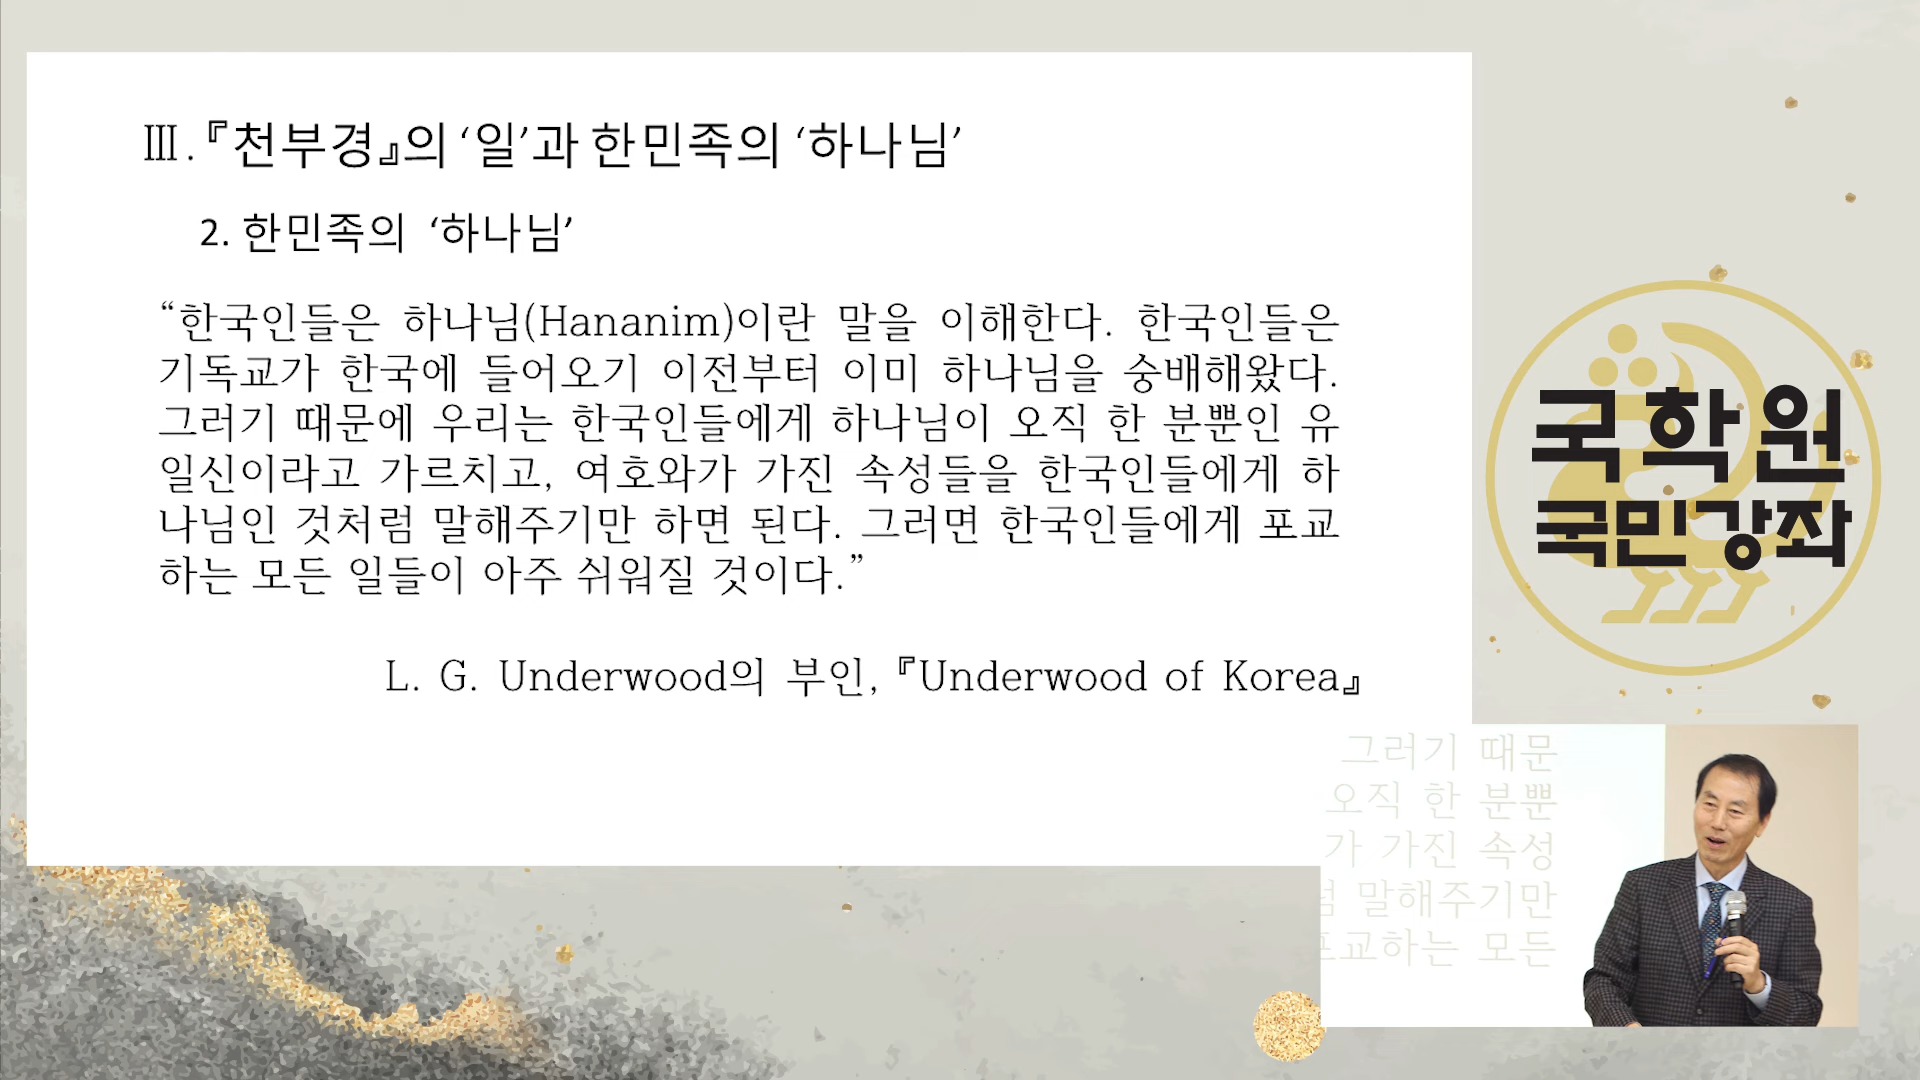 Ⅲ.『천부경』의 ‘일’과 한민족의 ‘하나님’
2. 한민족의 ‘하나님’
“한국인들은 하나님(Hananim)이란 말을 이해한다. 한국인들은
기독교가 한국에 들어오기 이전부터 이미 하나님을 숭배해왔다.
그러기 때문에 우리는 한국인들에게 하나님이 오직 한 분뿐인 유
일신이라고 가르치고, 여호와가 가진 속성들을 한국인들에게 하
나님인 것처럼 말해주기만 하면 된다. 그러면 한국인들에게 포교
하는 모든 일들이 아주 쉬워질 것이다.”
L. G. Underwood의 부인,『Underwood of Korea』
국학원
국민강좌
그러기 때문
오직 한 분뿐
가 가진 속성
말해주기만
포교하는 모든